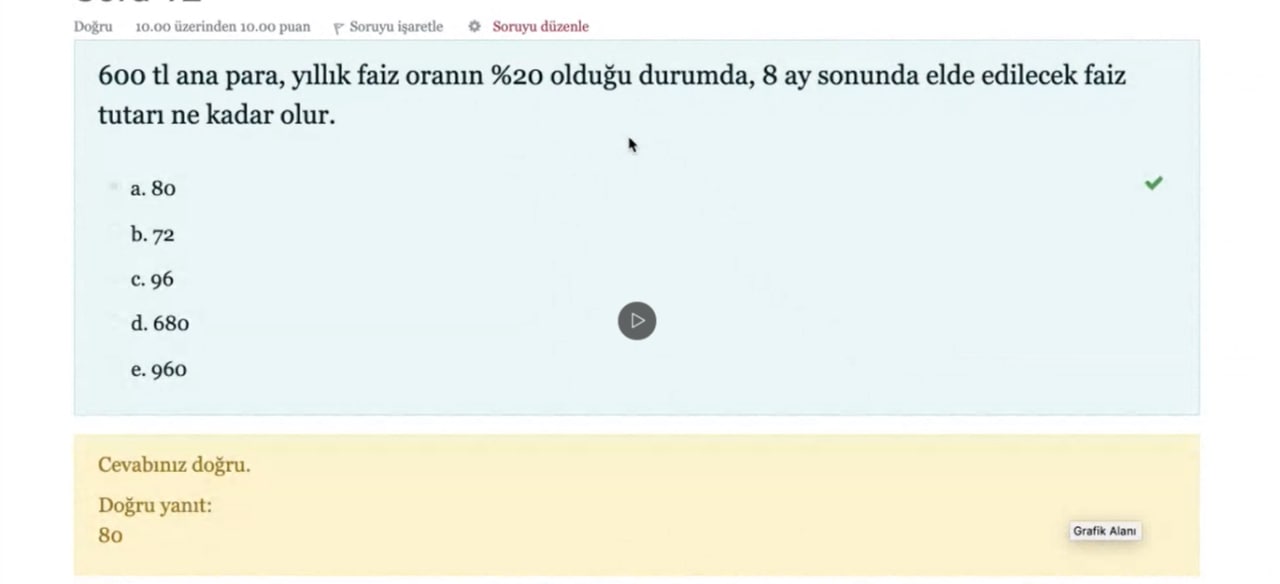 Doğru 10.00 üzerinden 10.00 puan Soruyu işaretle Soruyu düzenle
600 tl ana para, yıllık faiz oranın %20 olduğu durumda, 8 ay sonunda elde edilecek faiz
tutarı ne kadar olur.
a. 80
b. 72
c. 96
d. 680
e. 960
Cevabınız doğru.
Doğru yanıt:
80
Grafik Alanı